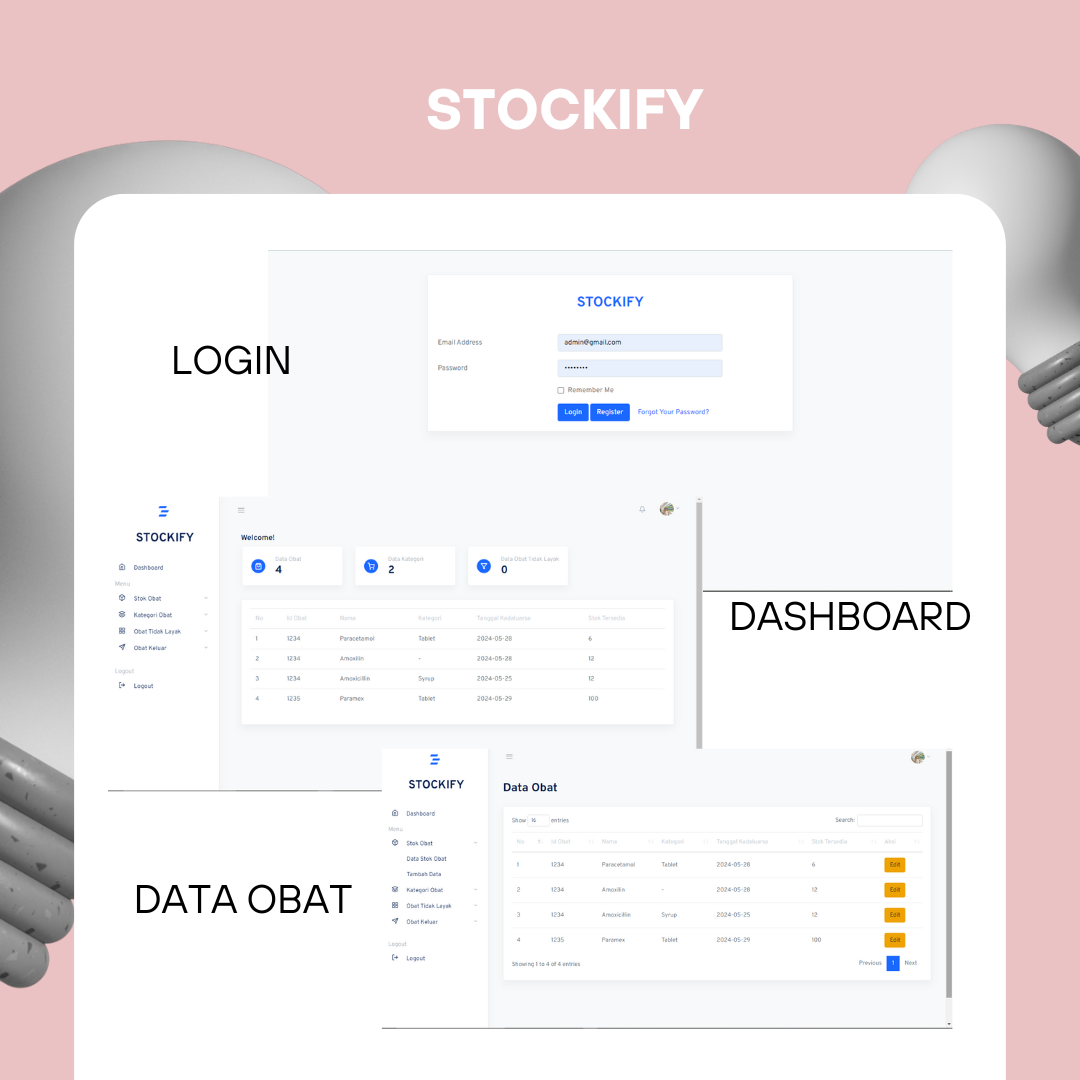 STOCKIFY
LOGIN
STOCKIFY
Email Address admin@gmail.com
Password ••••••••
Remember Me
Login Register Forgot Your Password?
DASHBOARD
STOCKIFY
Dashboard
Menu
Stok Obat
Kategori Obat
Obat Tidak Layak
Obat Keluar
Logout
Logout
Welcome!
Data Obat
4
Data Kategori
2
Data Obat Tidak Layak
0
No Id Obat Nama Kategori Tanggal Kadaluarsa Stok Tersedia
1 1234 Paracetamol Tablet 2024-05-28 6
2 1234 Amoxilin - 2024-05-28 12
3 1234 Amoxicillin Syrup 2024-05-25 12
4 1235 Paramex Tablet 2024-05-29 100
DATA OBAT
STOCKIFY
Dashboard
Menu
Stok Obat
Data Stok Obat
Tambah Data
Kategori Obat
Obat Tidak Layak
Obat Keluar
Logout
Logout
Data Obat
Show entries
Search:
No Id Obat Nama Kategori Tanggal Kadaluarsa Stok Tersedia Aksi
1 1234 Paracetamol Tablet 2024-05-28 6 Edit
2 1234 Amoxilin - 2024-05-28 12 Edit
3 1234 Amoxicillin Syrup 2024-05-25 12 Edit
4 1235 Paramex Tablet 2024-05-29 100 Edit
Showing 1 to 4 of 4 entries
Previous 1 Next